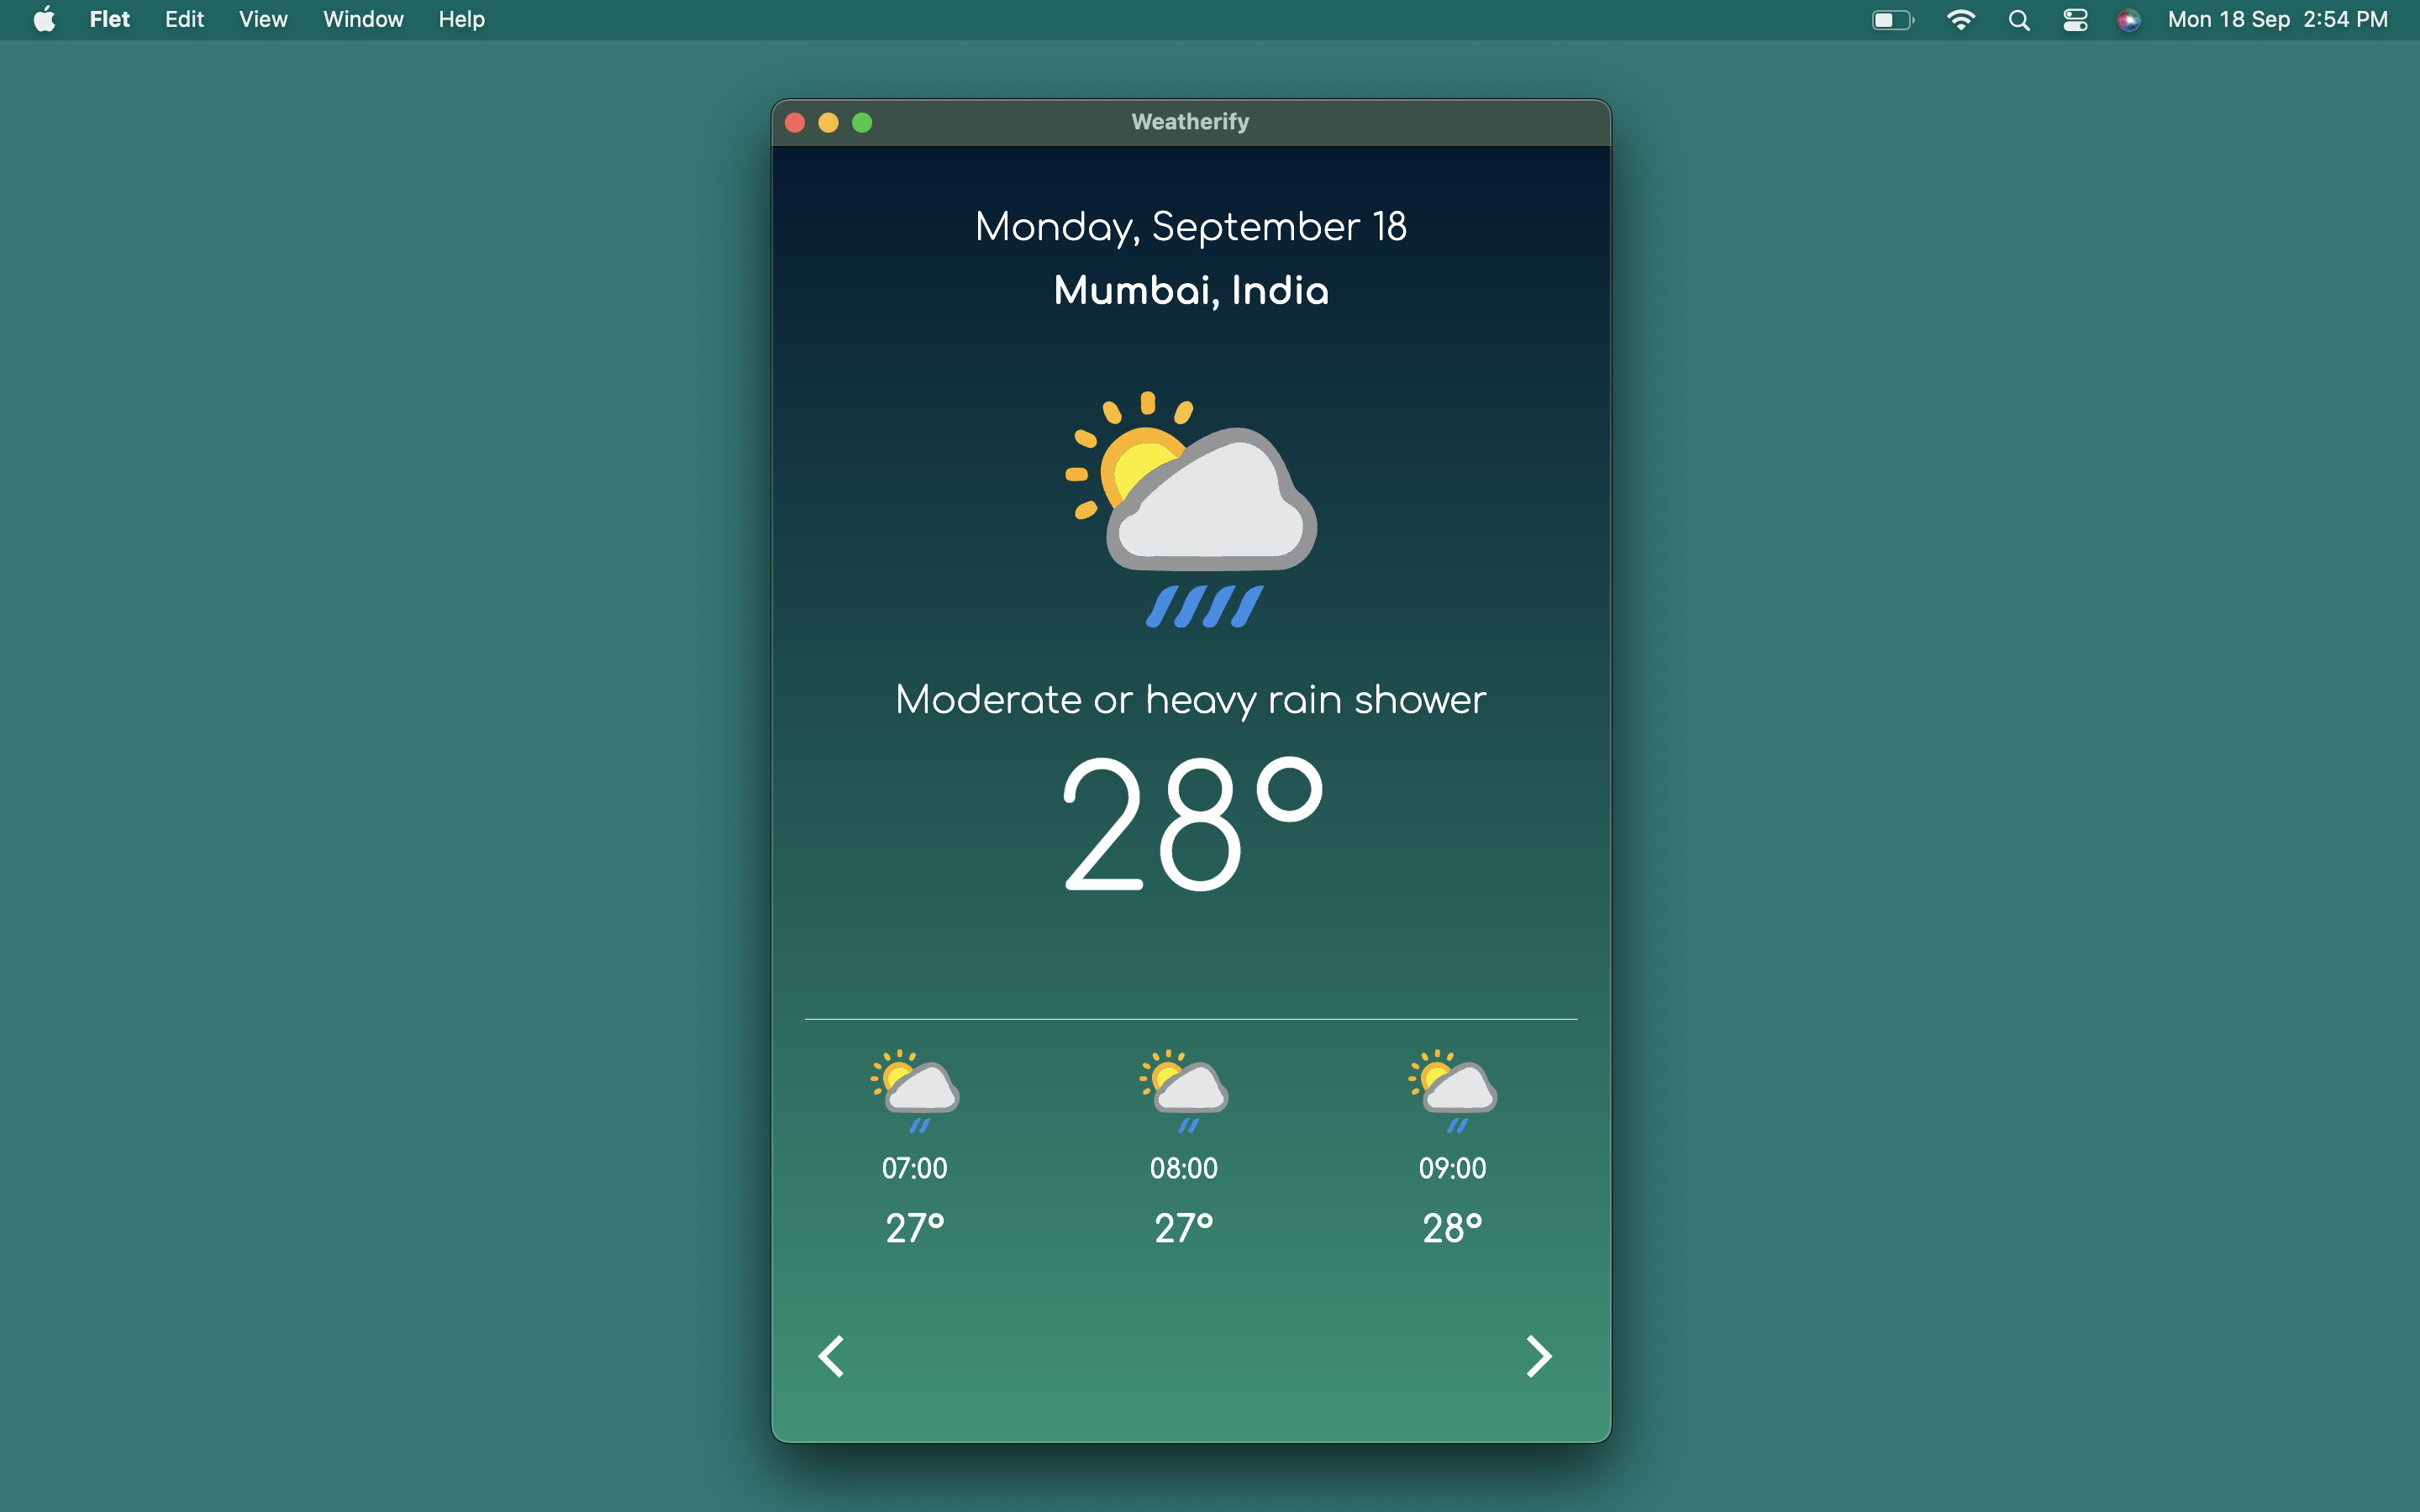 Flet Edit View Window Help Mon 18 Sep 2:54 PM
Weatherify
Monday, September 18
Mumbai, India
Moderate or heavy rain shower
28°
07:00 08:00 09:00
27° 27° 28°